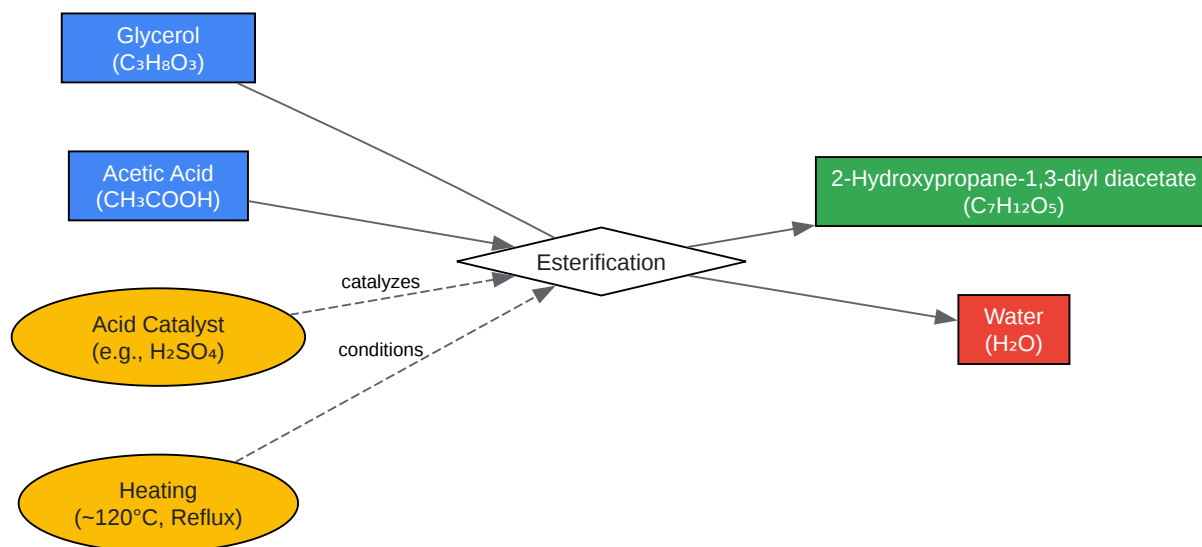 Glycerol
(C₃H₈O₃)
Acetic Acid
(CH₃COOH)
2-Hydroxypropane-1,3-diyl diacetate
(C₇H₁₂O₅)
Esterification
catalyzes
Acid Catalyst
(e.g., H₂SO₄)
Water
(H₂O)
conditions
Heating
(~120°C, Reflux)